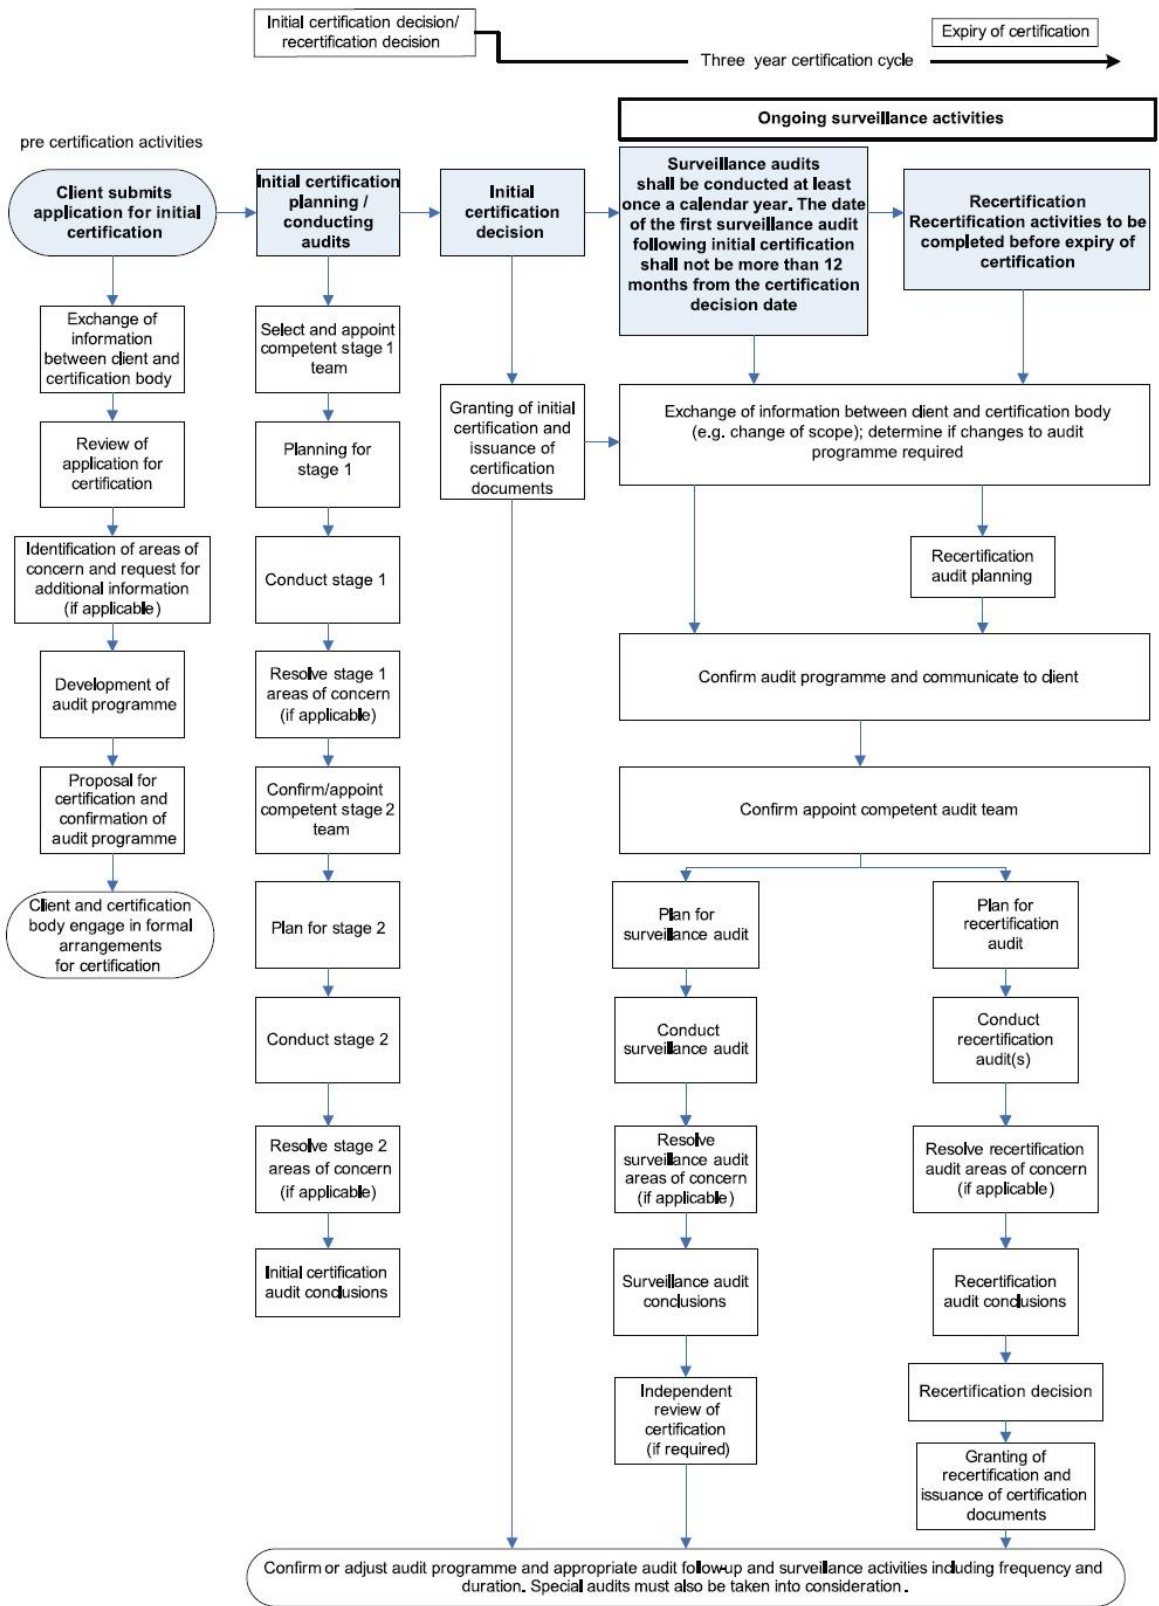 Initial certification decision/
recertification decision
Expiry of certification
Three year certification cycle
Ongoing surveillance activities
pre certification activities
Client submits
application for initial
certification
Initial certification
planning /
conducting
audits
Initial
certification
decision
Surveillance audits
shall be conducted at least
once a calendar year. The date
of the first surveillance audit
following initial certification
shall not be more than 12
months from the certification
decision date
Recertification
Recertification activities to be
completed before expiry of
certification
Exchange of
information
between client and
certification body
Review of
application for
certification
Identification of areas of
concern and request for
additional information
(if applicable)
Development of
audit programme
Proposal for
certification and
confirmation of
audit programme
Client and certification
body engage in formal
arrangements
for certification
Select and appoint
competent stage 1
team
Planning for
stage 1
Conduct stage 1
Resolve stage 1
areas of concern
(if applicable)
Confirm/appoint
competent stage 2
team
Plan for stage 2
Conduct stage 2
Resolve stage 2
areas of concern
(if applicable)
Initial certification
audit conclusions
Granting of initial
certification and
issuance of
certification
documents
Exchange of information between client and certification body
(e.g. change of scope); determine if changes to audit
programme required
Recertification
audit planning
Confirm audit programme and communicate to client
Confirm appoint competent audit team
Plan for
surveillance audit
Conduct
surveillance audit
Resolve
surveillance audit
areas of concern
(if applicable)
Surveillance audit
conclusions
Independent
review of
certification
(if required)
Plan for
recertification
audit
Conduct
recertification
audit(s)
Resolve recertification
audit areas of concern
(if applicable)
Recertification
audit conclusions
Recertification decision
Granting of
recertification and
issuance of certification
documents
Confirm or adjust audit programme and appropriate audit follow-up and surveillance activities including frequency and
duration. Special audits must also be taken into consideration.